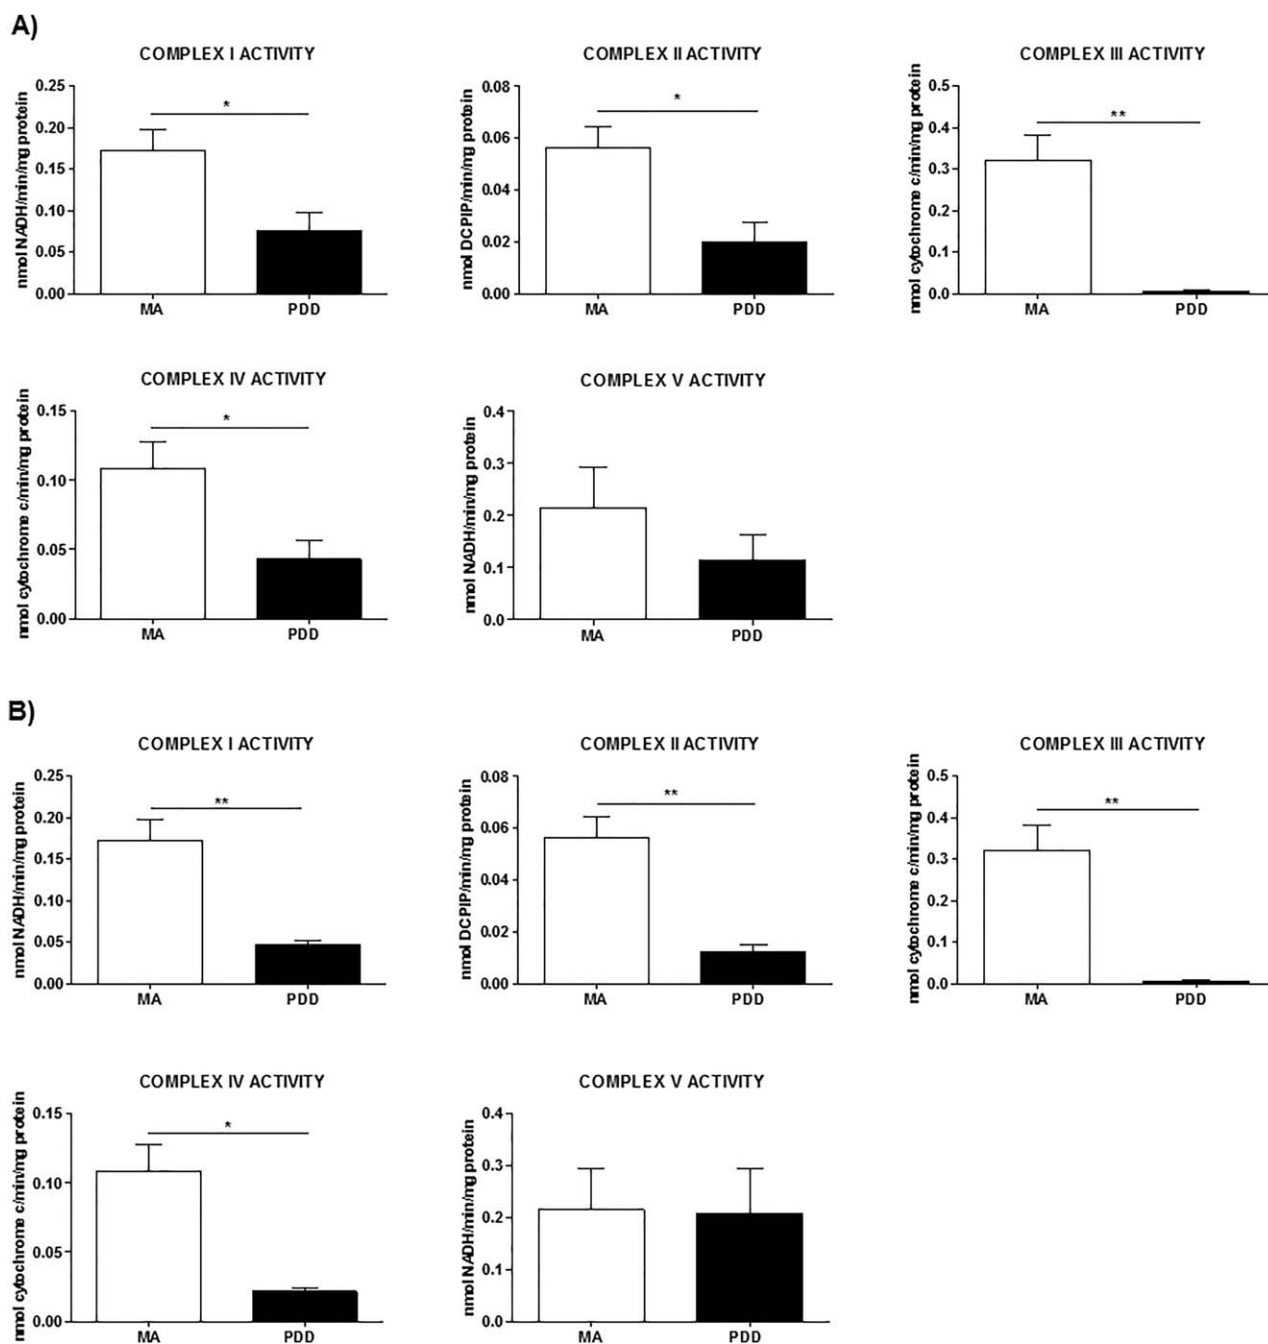 A)
COMPLEX I ACTIVITY
nmol NADH/min/mg protein
0.25
0.20
0.15
0.10
0.05
0.00
*
MA
PDD
COMPLEX II ACTIVITY
nmol DCPIP/min/mg protein
0.08
0.06
0.04
0.02
0.00
*
MA
PDD
COMPLEX III ACTIVITY
nmol cytochrome c/min/mg protein
0.5
0.4
0.3
0.2
0.1
0.0
**
MA
PDD
COMPLEX IV ACTIVITY
nmol cytochrome c/min/mg protein
0.15
0.10
0.05
0.00
*
MA
PDD
COMPLEX V ACTIVITY
nmol NADH/min/mg protein
0.4
0.3
0.2
0.1
0.0
MA
PDD
B)
COMPLEX I ACTIVITY
nmol NADH/min/mg protein
0.25
0.20
0.15
0.10
0.05
0.00
**
MA
PDD
COMPLEX II ACTIVITY
nmol DCPIP/min/mg protein
0.08
0.06
0.04
0.02
0.00
**
MA
PDD
COMPLEX III ACTIVITY
nmol cytochrome c/min/mg protein
0.5
0.4
0.3
0.2
0.1
0.0
**
MA
PDD
COMPLEX IV ACTIVITY
nmol cytochrome c/min/mg protein
0.15
0.10
0.05
0.00
*
MA
PDD
COMPLEX V ACTIVITY
nmol NADH/min/mg protein
0.4
0.3
0.2
0.1
0.0
MA
PDD